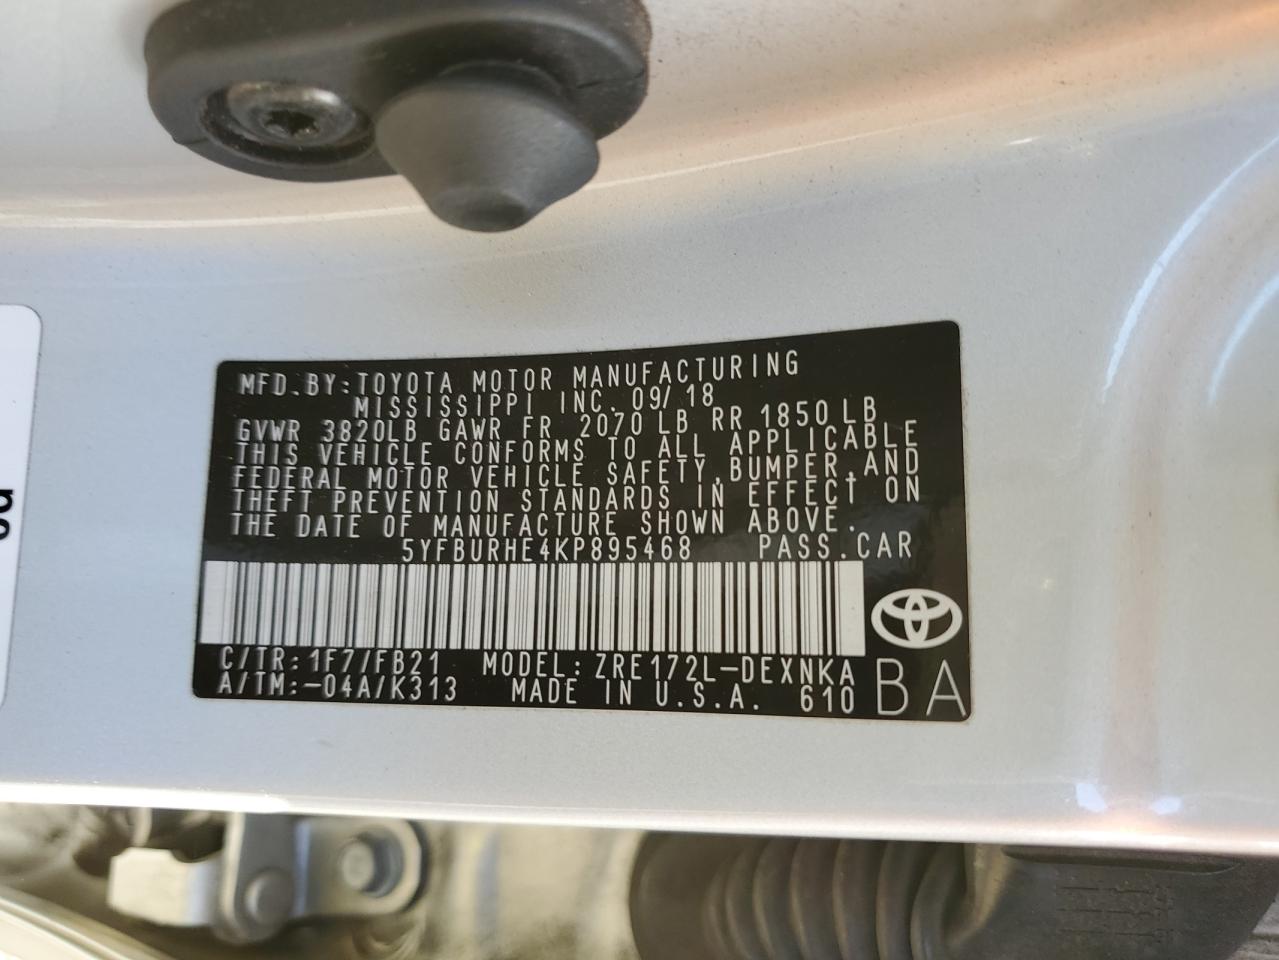 MFD.BY:TOYOTA MOTOR MANUFACTURING
MISSISSIPPI INC. 09/18
GVWR 3820LB GAWR FR 2070LB RR 1850LB
THIS VEHICLE CONFORMS TO ALL APPLICABLE
FEDERAL MOTOR VEHICLE SAFETY,BUMPER,AND
THEFT PREVENTION STANDARDS IN EFFECT ON
THE DATE OF MANUFACTURE SHOWN ABOVE.
5YFBURHE4KP895468 PASS.CAR
C/TR:1F7/FB21 MODEL:ZRE172L-DEXNKA
A/TM:-04A/K313 MADE IN U.S.A. 610 BA